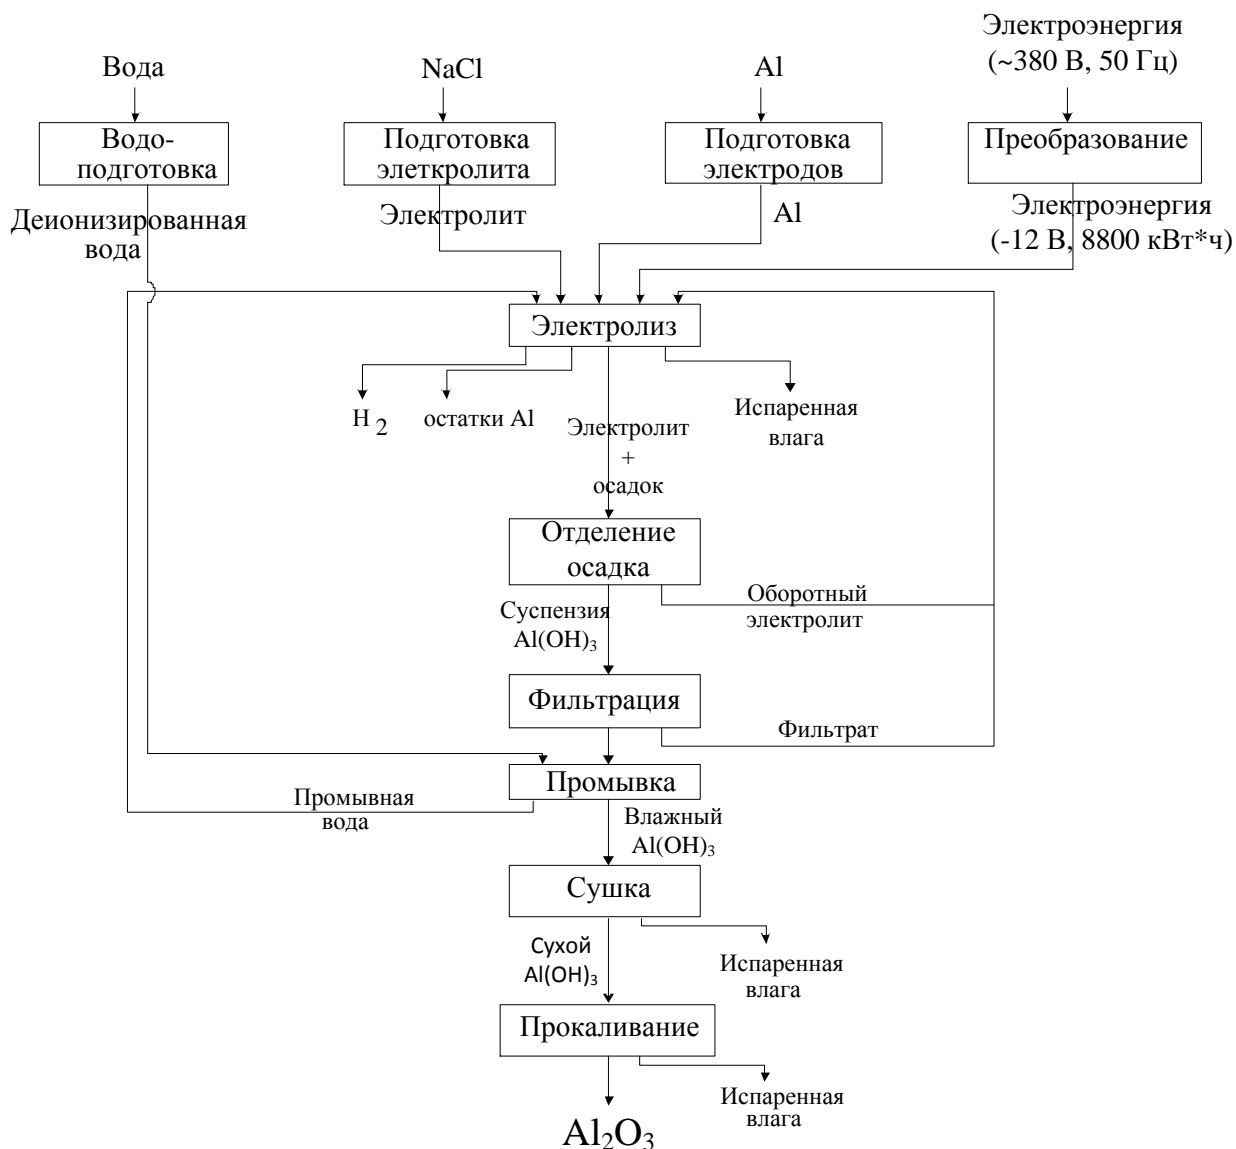 Вода
NaCl
Al
Электроэнергия
(~380 В, 50 Гц)
Водо-
подготовка
Подготовка
элеткролита
Подготовка
электродов
Преобразование
Деионизированная
вода
Электролит
Al
Электроэнергия
(-12 В, 8800 кВт*ч)
Электролиз
H 2
остатки Al
Электролит
+
осадок
Испаренная
влага
Отделение
осадка
Суспензия
Al(OH)3
Оборотный
электролит
Фильтрация
Фильтрат
Промывка
Промывная
вода
Влажный
Al(OH)3
Сушка
Сухой
Al(OH)3
Испаренная
влага
Прокаливание
Испаренная
влага
Al2O3